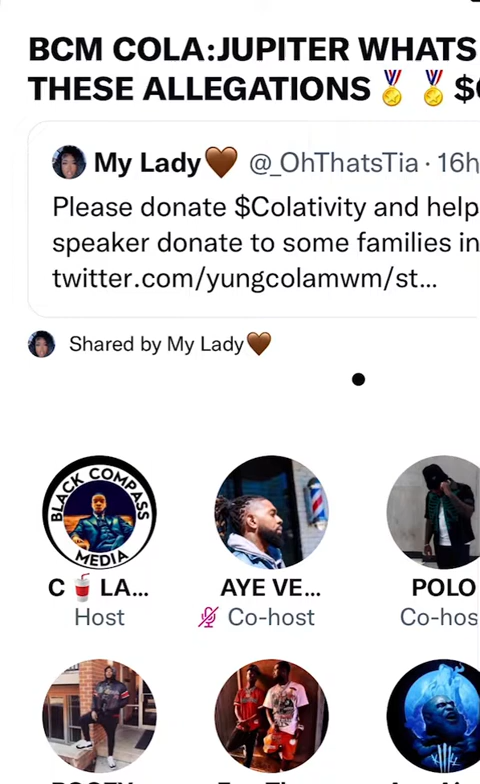 BCM COLA:JUPITER WHATS
THESE ALLEGATIONS🏅🏅$
My Lady🤎 @_OhThatsTia · 16h
Please donate $Colativity and help
speaker donate to some families in
twitter.com/yungcolamwm/st...
Shared by My Lady🤎
BLACK COMPASS
MEDIA
C🥤LA...
AYE VE...
POLO
Host
Co-host
Co-hos